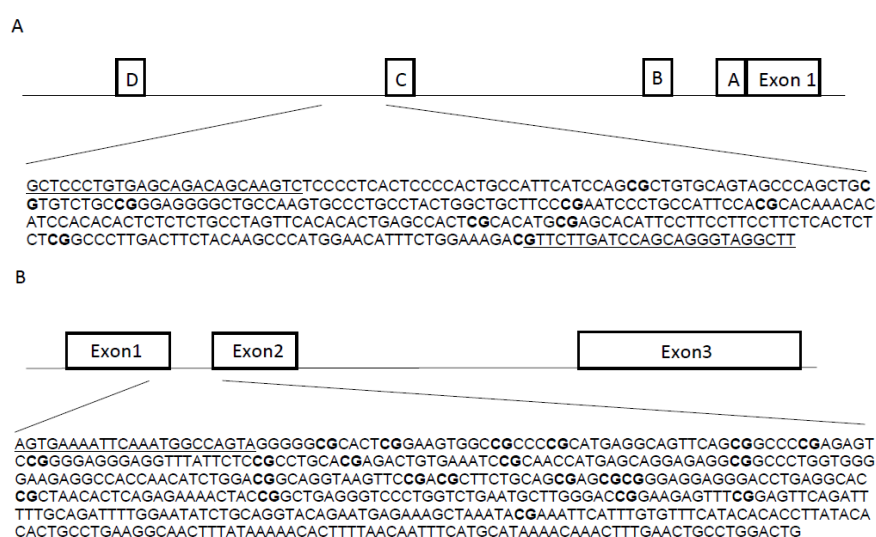 A
D C B A Exon 1
GCTCCCTGTGAGCAGACAGCAAGTCTCCCCTCACTCCCCACTGCCATTCATCCAGCGCTGTGCAGTAGCCCAGCTGC
GTGTCTGCCGGGAGGGGCTGCCAAGTGCCCTGCCTACTGGCTGCTTCCCGAATCCCTGCCATTCCACGCACAAACAC
ATCCACACACTCTCTCTGCCTAGTTCACACACTGAGCCACTCGCACATGCGAGCACATTCCTTCCTTCCTTCTCACTCT
CTCGGCCCTTGACTTCTACAAGCCCATGGAACATTTCTGGAAAGACGTTCTTGATCCAGCAGGGTAGGCTT
B
Exon1 Exon2 Exon3
AGTGAAAATTCAAATGGCCAGTAGGGGGCGCACTCGGAAGTGGCCGCCCCGCATGAGGCAGTTCAGCGGCCCCGAGAGT
CCGGGGAGGGAGGTTTATTCTCCGCCTGCACGAGACTGTGAAATCCGCAACCATGAGCAGGAGAGGCGGCCCTGGTGGG
GAAGAGGCCACCAACATCTGGACGGCAGGTAAGTTCCGACGCTTCTGCAGCGAGCGCGGGAGGAGGGACCTGAGGCAC
CGCTAACACTCAGAGAAAACTACCGGCTGAGGGTCCCTGGTCTGAATGCTTGGGACCGGAAGAGTTTCGGAGTTCAGATT
TTTGCAGATTTTGGAATATCTGCAGGTACAGAATGAGAAAGCTAAATACGAAATTCATTTGTGTTTCATACACACCTTATACA
CACTGCCTGAAGGCAACTTTATAAAAACACTTTTAACAATTTCATGCATAAAACAAACTTTGAACTGCCTGGACTG